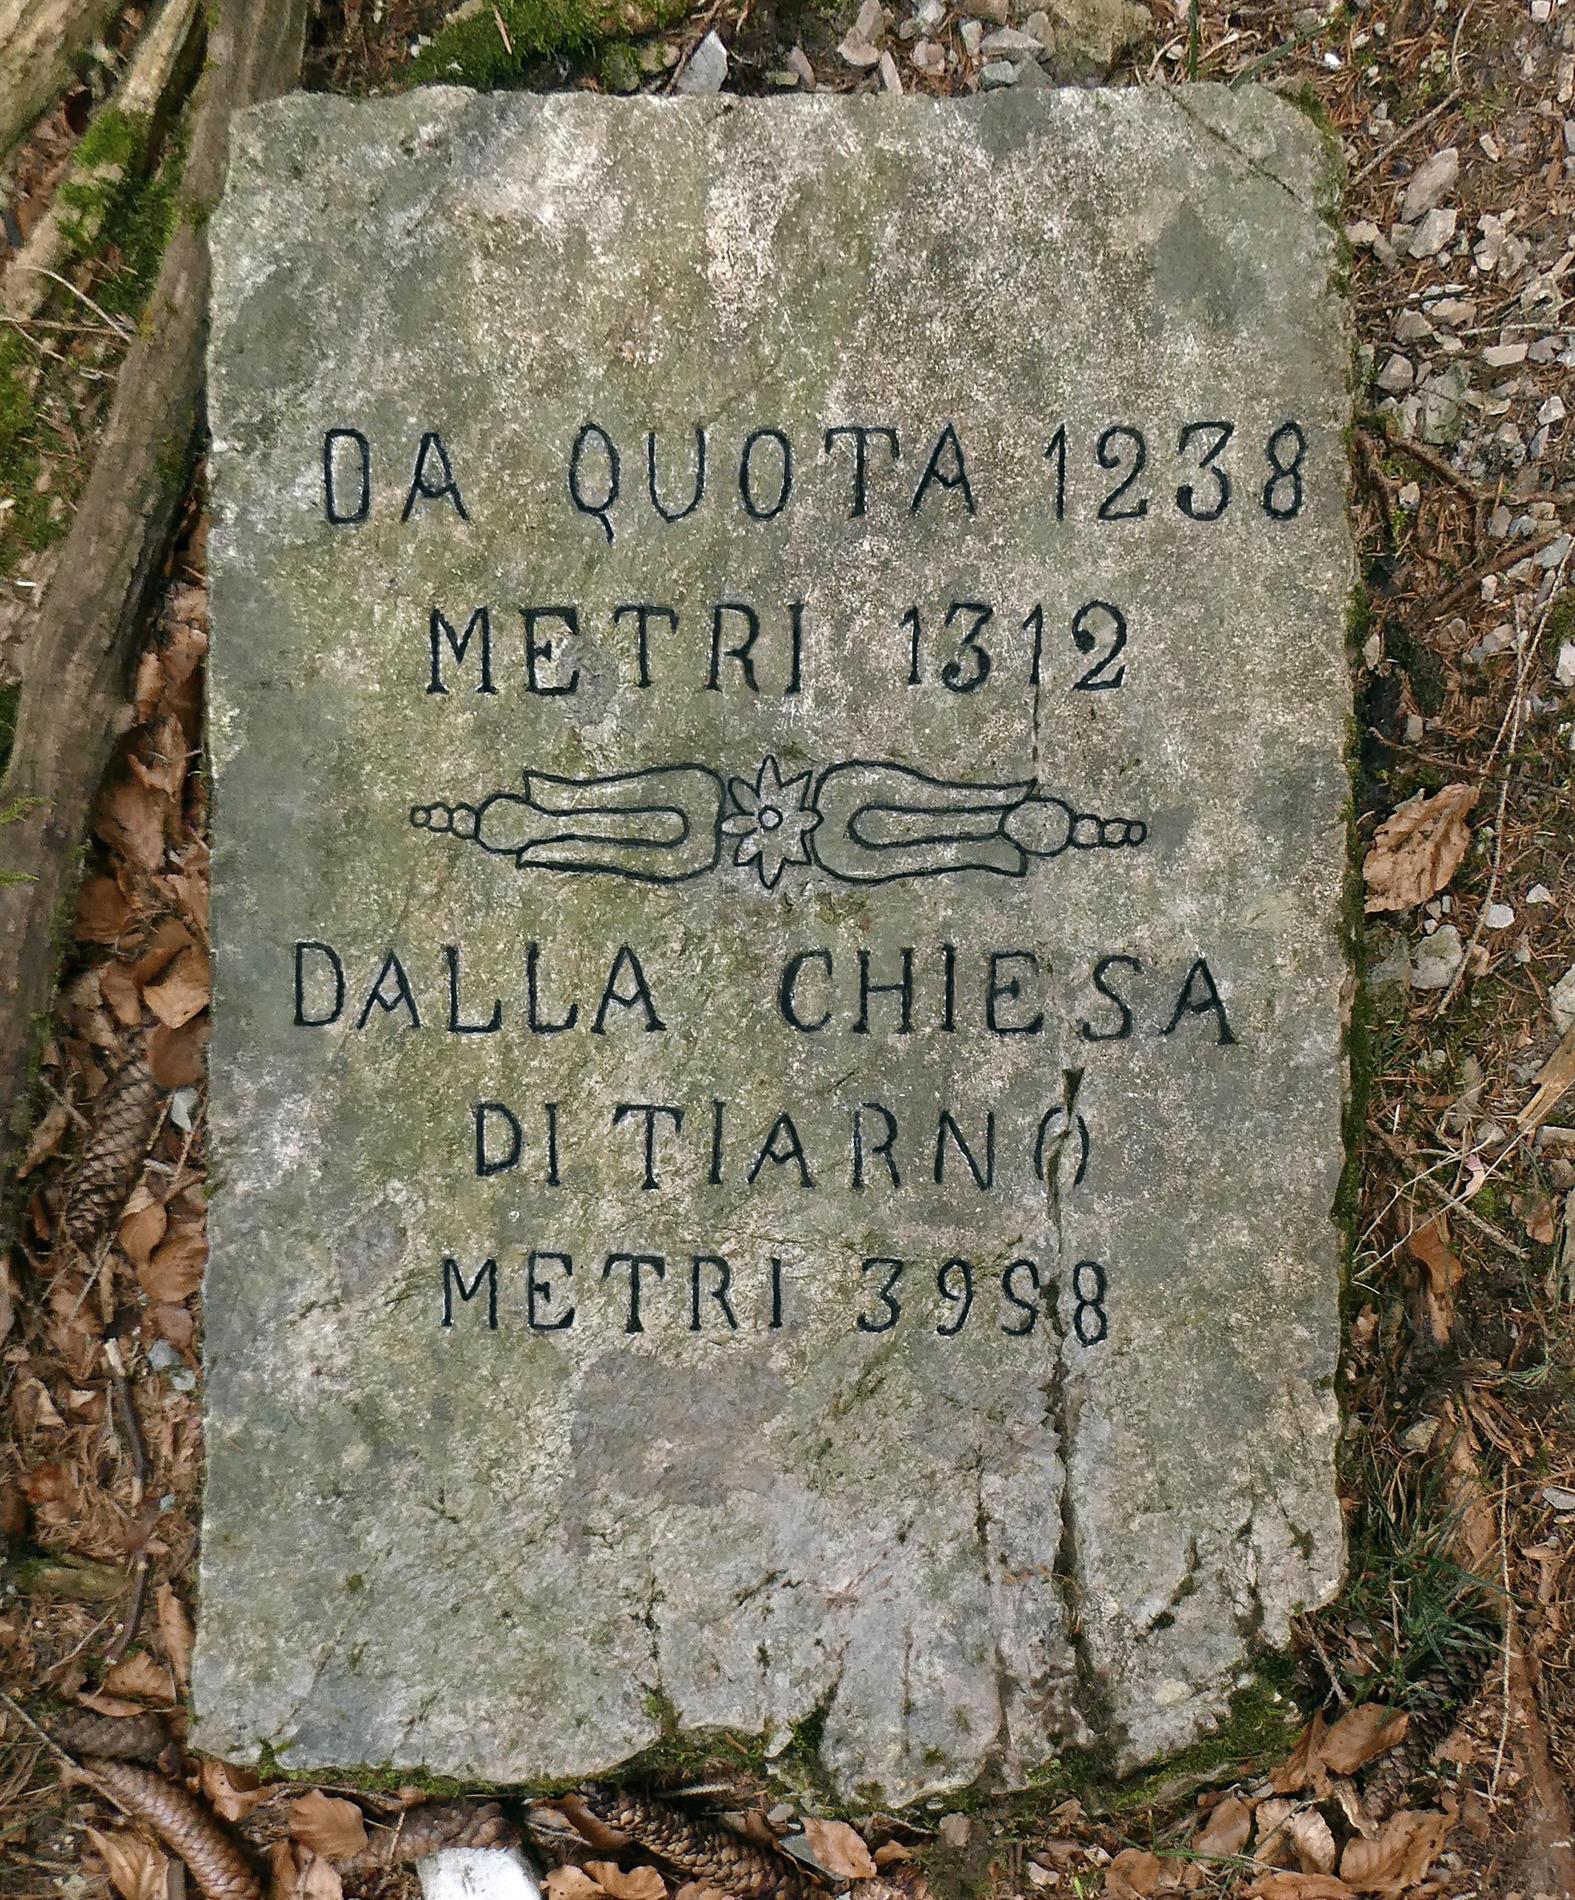 DA QUOTA 1238
METRI 1312
DALLA CHIESA
DI TIARNO
METRI 3998